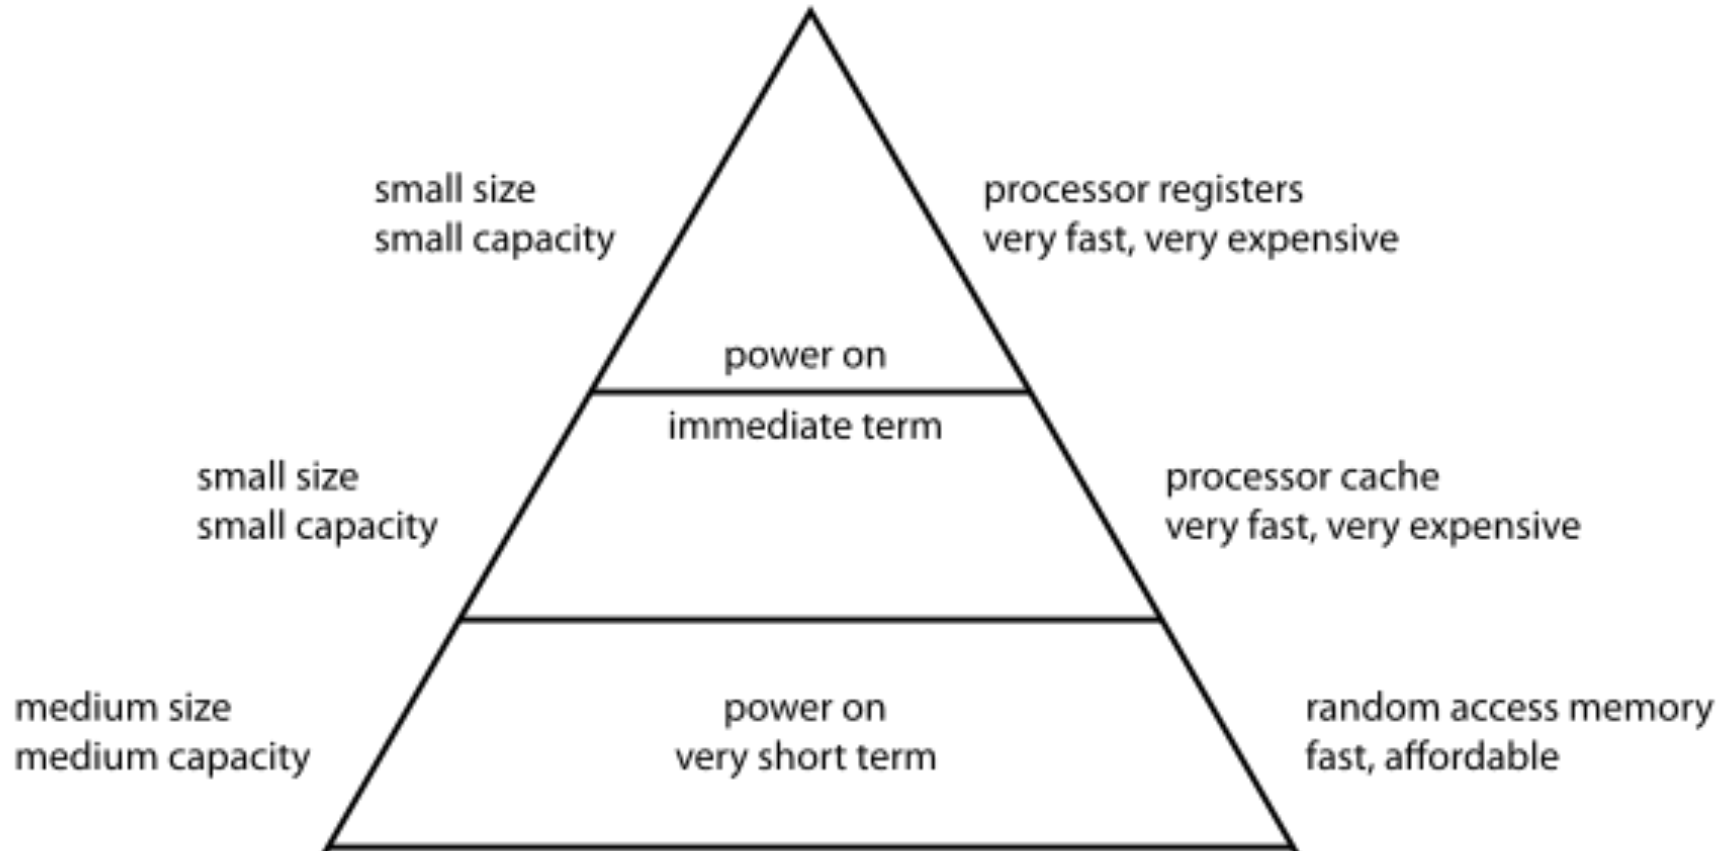 small size
small capacity
processor registers
very fast, very expensive
power on
immediate term
small size
small capacity
processor cache
very fast, very expensive
medium size
medium capacity
power on
very short term
random access memory
fast, affordable